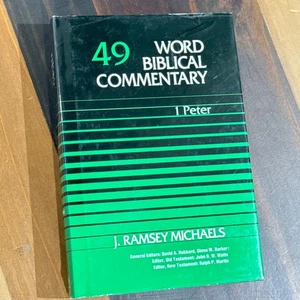 49 WORD
BIBLICAL
COMMENTARY
1 Peter
J. RAMSEY MICHAELS
General Editors: David A. Hubbard, Glenn W. Barker
Editor, Old Testament: John D. W. Watts
Editor, New Testament: Ralph P. Martin